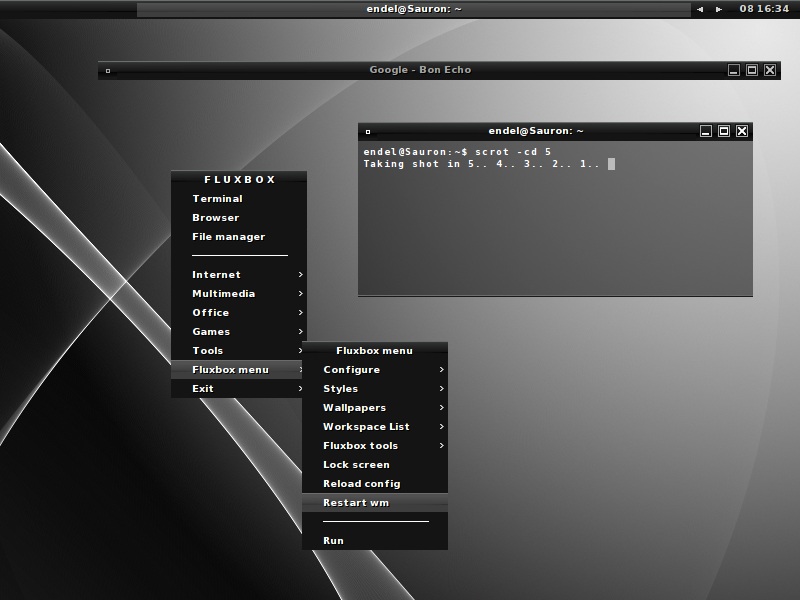 endel@Sauron: ~
08 16:34
Google - Bon Echo
endel@Sauron: ~
endel@Sauron:~$ scrot -cd 5
Taking shot in 5.. 4.. 3.. 2.. 1..
FLUXBOX
Terminal
Browser
File manager
Internet
Multimedia
Office
Games
Tools
Fluxbox menu
Exit
Fluxbox menu
Configure
Styles
Wallpapers
Workspace List
Fluxbox tools
Lock screen
Reload config
Restart wm
Run